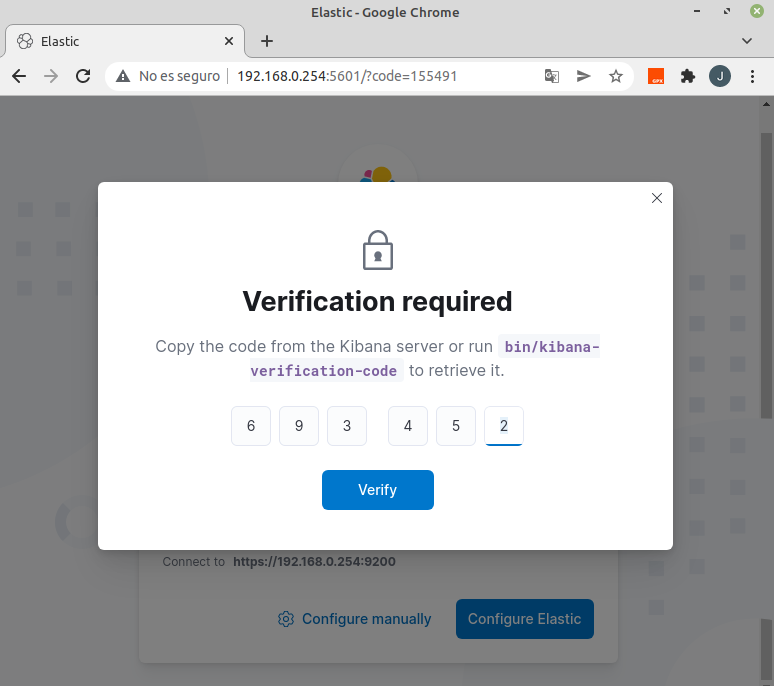 Elastic - Google Chrome
Elastic
No es seguro 192.168.0.254:5601/?code=155491
GPX
J
Verification required
Copy the code from the Kibana server or run bin/kibana-
verification-code to retrieve it.
6 9 3 4 5 2
Verify
Connect to https://192.168.0.254:9200
Configure manually Configure Elastic